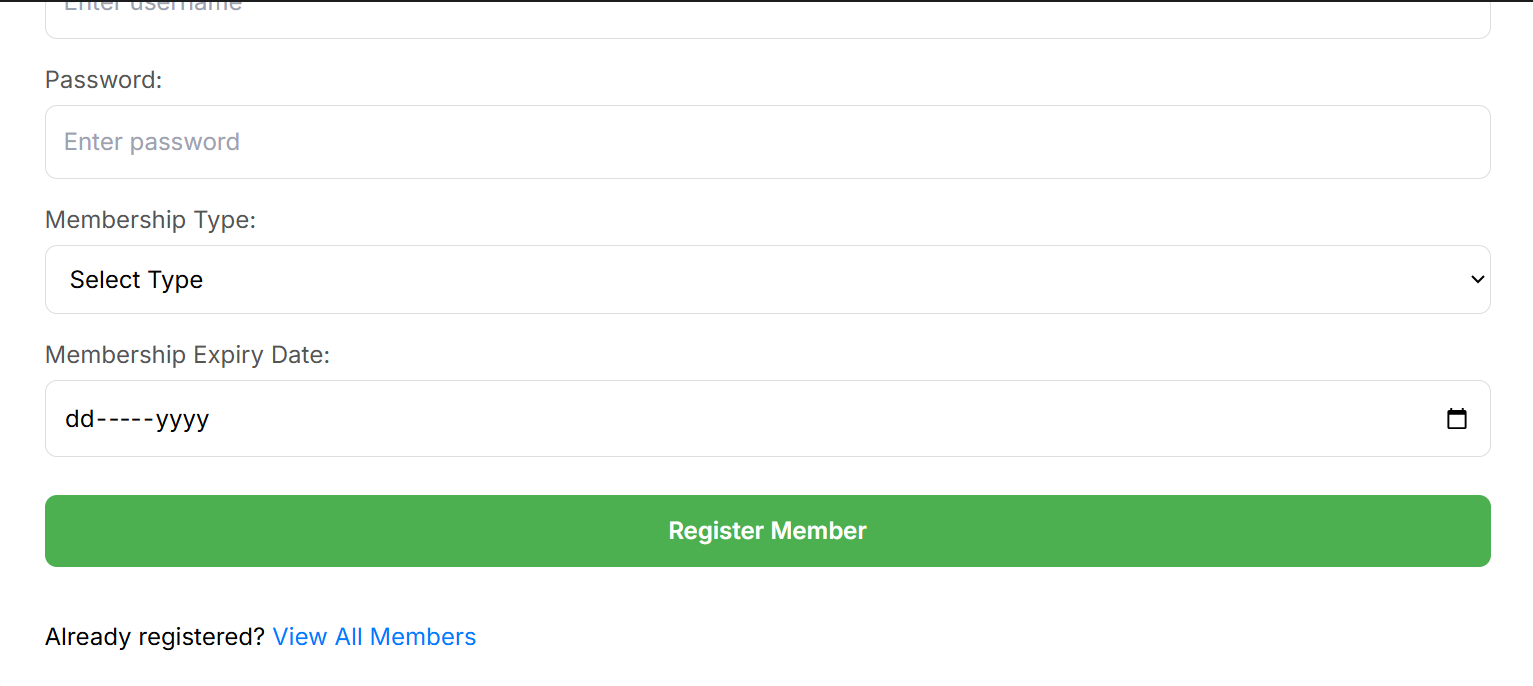 Enter username
Password:
Enter password
Membership Type:
Select Type
Membership Expiry Date:
dd-----yyyy
Register Member
Already registered? View All Members